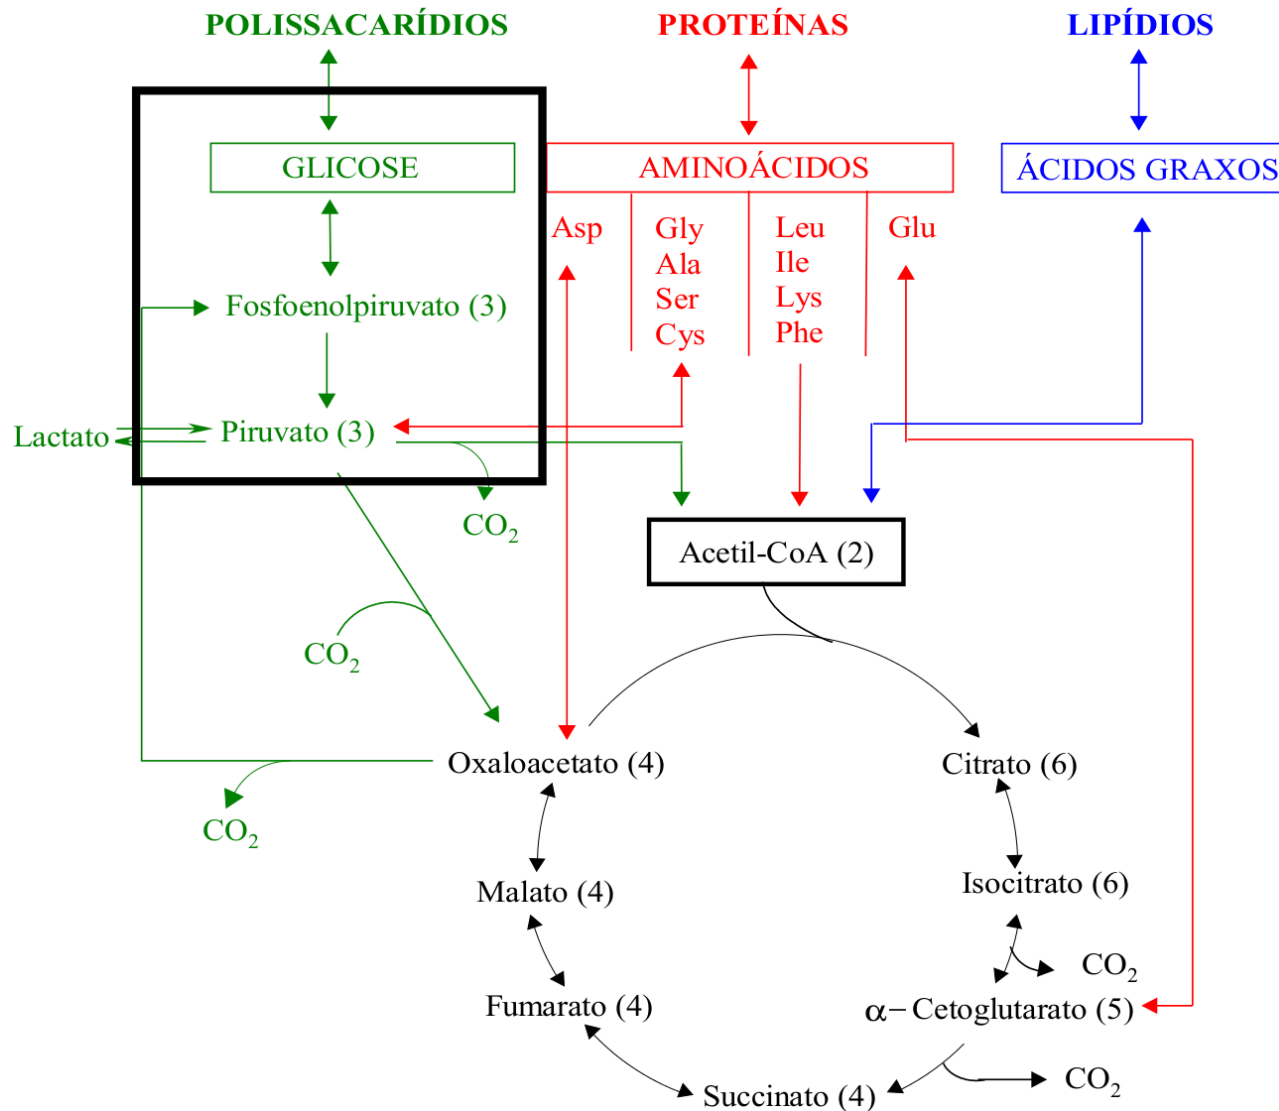 POLISSACARÍDIOS
PROTEÍNAS
LIPÍDIOS
GLICOSE
AMINOÁCIDOS
ÁCIDOS GRAXOS
Asp
Gly
Ala
Ser
Cys
Leu
Ile
Lys
Phe
Glu
Fosfoenolpiruvato (3)
Lactato
Piruvato (3)
CO2
Acetil-CoA (2)
CO2
Oxaloacetato (4)
Citrato (6)
CO2
Malato (4)
Isocitrato (6)
CO2
Fumarato (4)
α− Cetoglutarato (5)
CO2
Succinato (4)